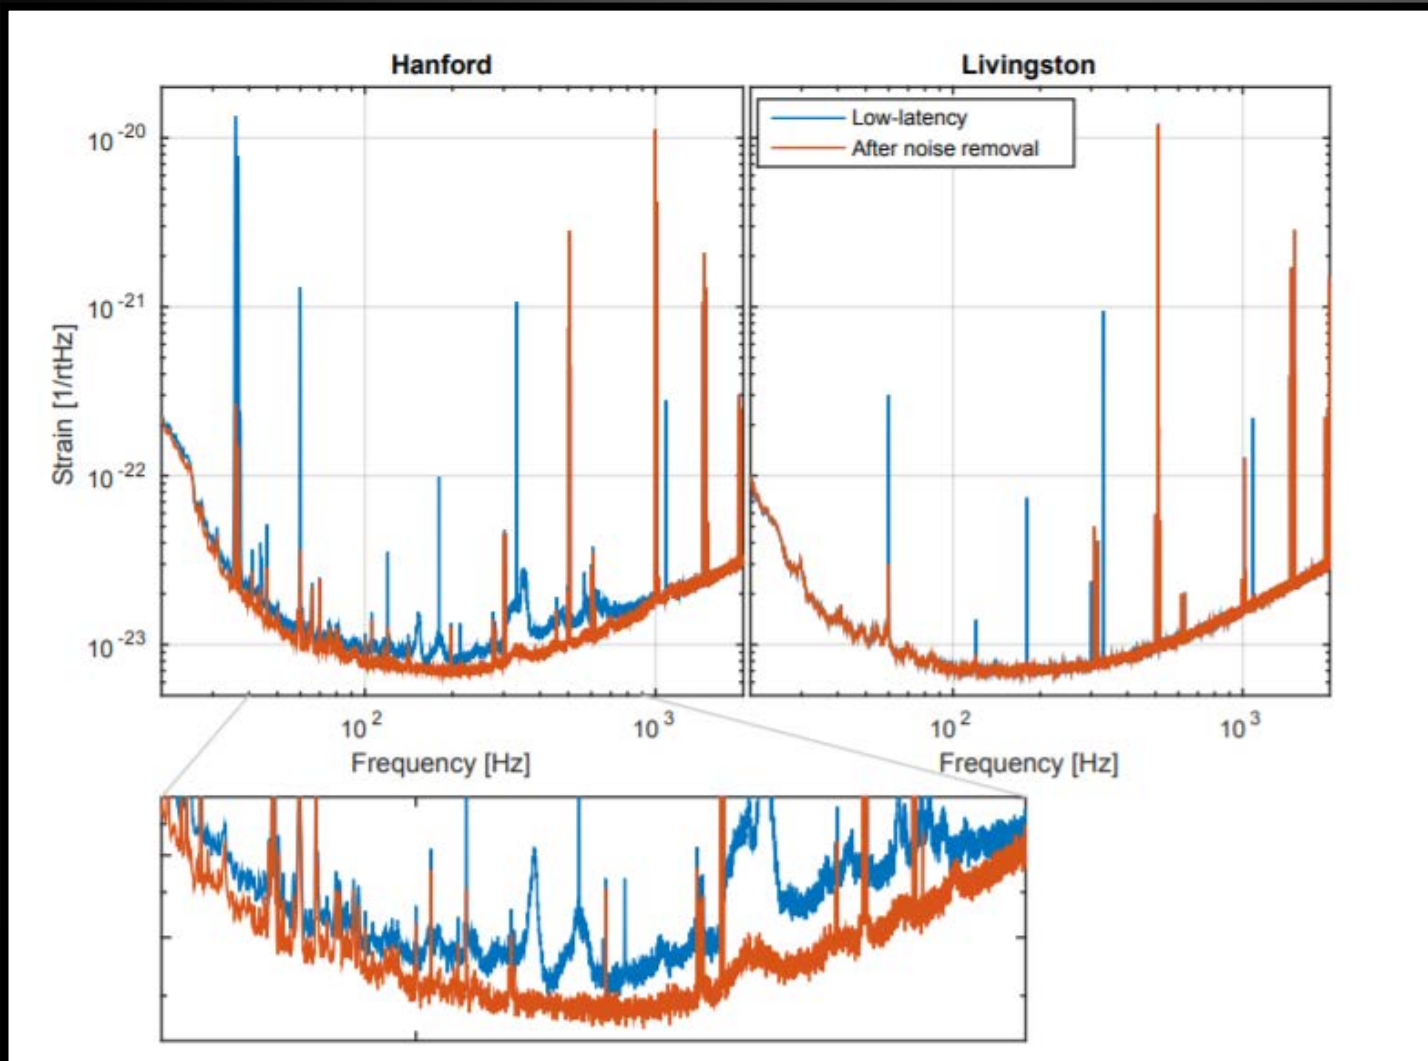 Hanford
Livingston
Low-latency
After noise removal
10^-20
10^-21
10^-22
10^-23
Strain [1/rtHz]
10^2
10^3
10^2
10^3
Frequency [Hz]
Frequency [Hz]